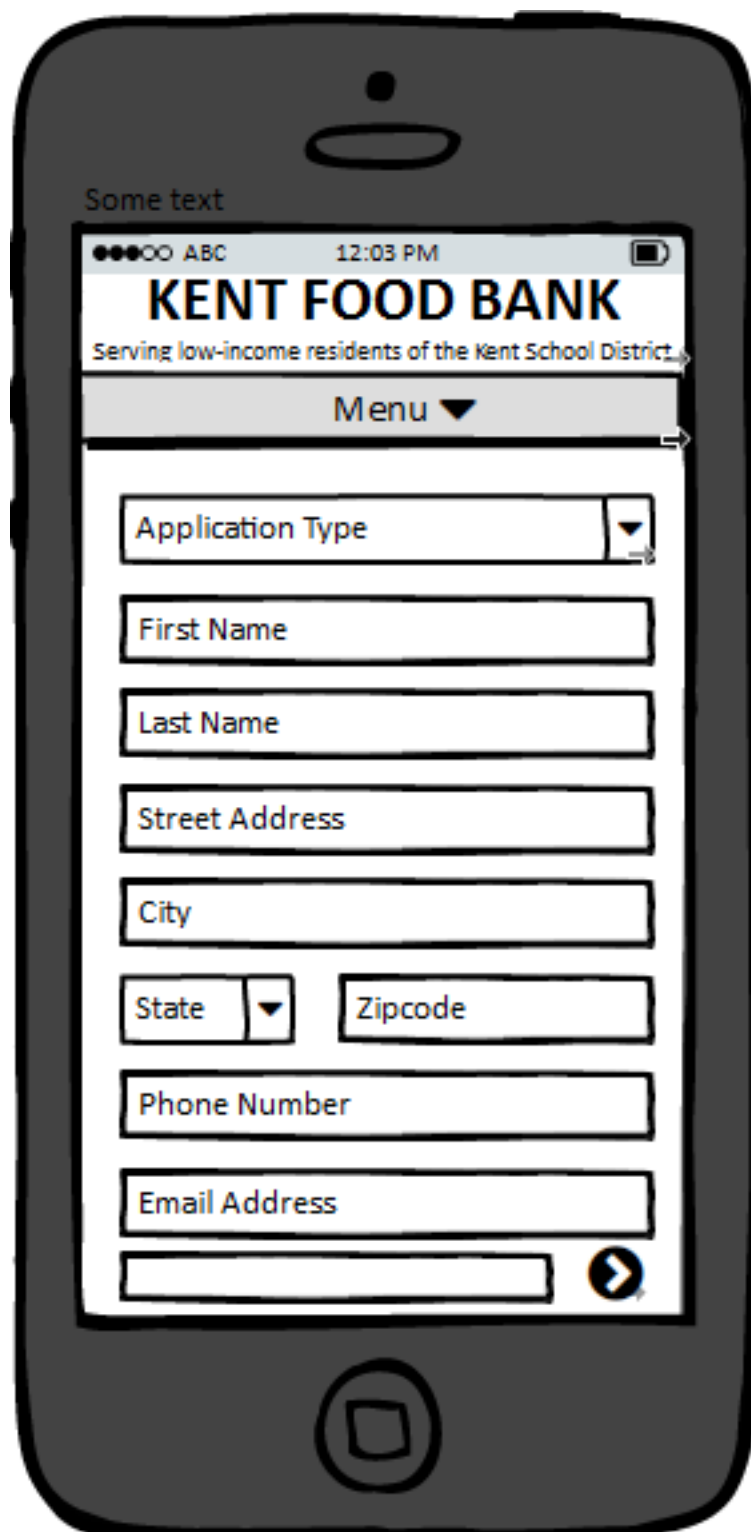 Some text
ABC 12:03 PM
KENT FOOD BANK
Serving low-income residents of the Kent School District
Menu
Application Type
First Name
Last Name
Street Address
City
State Zipcode
Phone Number
Email Address